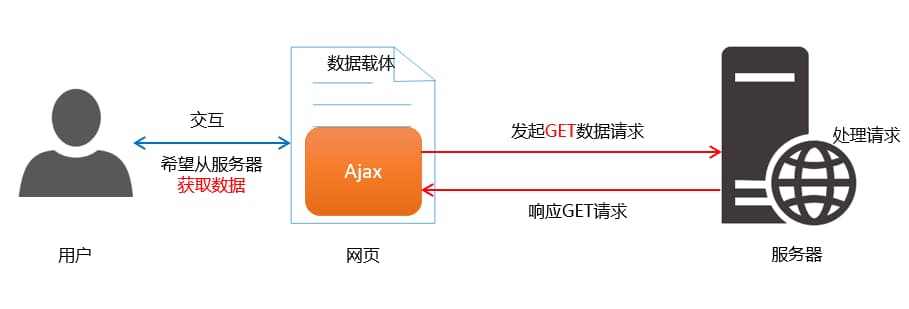 数据载体
交互
希望从服务器
获取数据
Ajax
发起GET数据请求
响应GET请求
处理请求
用户
网页
服务器